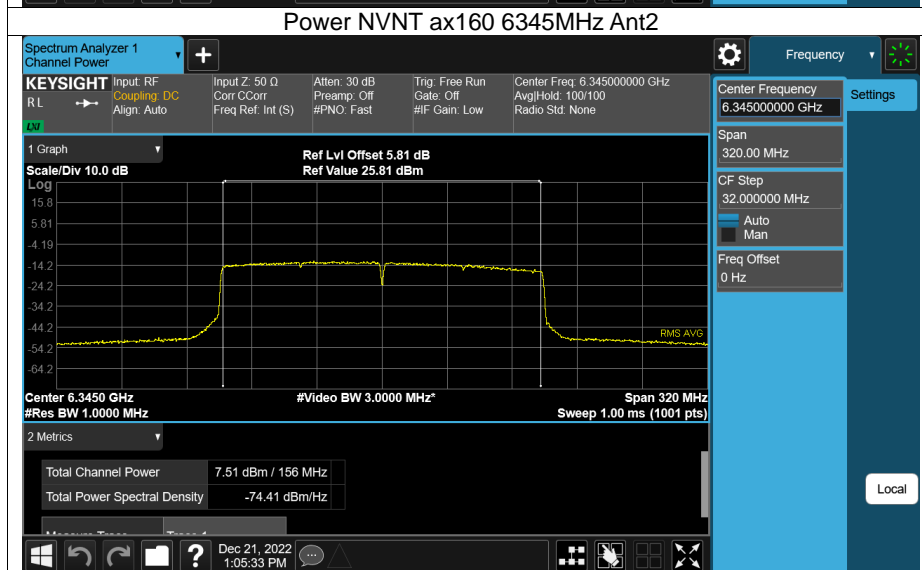 Power NVNT ax160 6345MHz Ant2
Spectrum Analyzer 1
Channel Power
+
Frequency
KEYSIGHT
RL
LXI
Input: RF
Coupling: DC
Align: Auto
Input Z: 50 Ω
Corr CCorr
Freq Ref: Int (S)
Atten: 30 dB
Preamp: Off
#PNO: Fast
Trig: Free Run
Gate: Off
#IF Gain: Low
Center Freq: 6.345000000 GHz
Avg|Hold: 100/100
Radio Std: None
Center Frequency
6.345000000 GHz
Settings
Span
320.00 MHz
CF Step
32.000000 MHz
Auto
Man
Freq Offset
0 Hz
1 Graph
Scale/Div 10.0 dB
Ref Lvl Offset 5.81 dB
Ref Value 25.81 dBm
Log
15.8
5.81
-4.19
-14.2
-24.2
-34.2
-44.2
-54.2
-64.2
RMS AVG
Center 6.3450 GHz
#Video BW 3.0000 MHz*
Span 320 MHz
#Res BW 1.0000 MHz
Sweep 1.00 ms (1001 pts)
2 Metrics
Total Channel Power 7.51 dBm / 156 MHz
Total Power Spectral Density -74.41 dBm/Hz
Local
?
Dec 21, 2022
1:05:33 PM